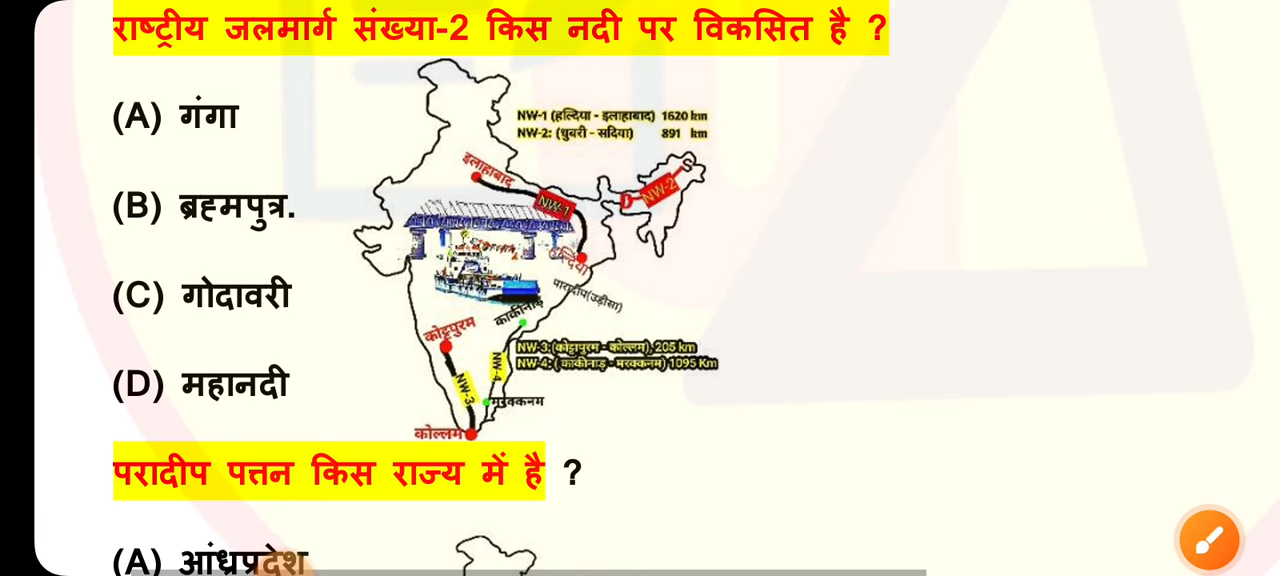 राष्ट्रीय जलमार्ग संख्या-2 किस नदी पर विकसित है ?
(A) गंगा
NW-1 (हल्दिया - इलाहाबाद) 1620 km
NW-2: (धुबरी - सदिया) 891 km
इलाहाबाद
NW-1
NW-2
(B) ब्रह्मपुत्र.
हल्दिया
पारादीप(उड़ीसा)
(C) गोदावरी
काकीनाड़
कोट्टपुरम
NW-3:(कोट्टापुरम - कोल्लम), 205 km
NW-4: ( काकीनाड़ - मरक्कनम) 1095 Km
NW-4
NW-3
(D) महानदी
मरक्कनम
कोल्लम
परादीप पत्तन किस राज्य में है ?
(A) आंध्रप्रदेश